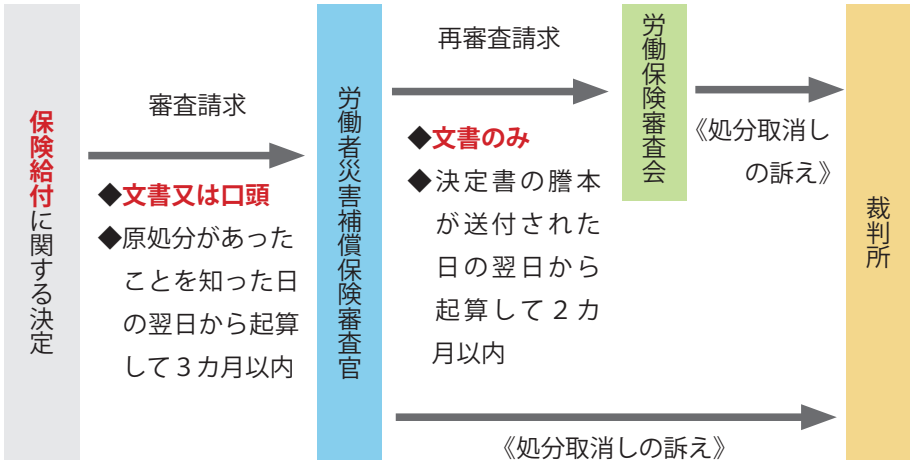 保険給付に関する決定
審査請求
◆文書又は口頭
◆原処分があった
ことを知った日
の翌日から起算
して3カ月以内
労働者災害補償保険審査官
再審査請求
◆文書のみ
◆決定書の謄本
が送付された
日の翌日から
起算して2カ
月以内
労働保険審査会
《処分取消し
の訴え》
《処分取消しの訴え》
裁判所